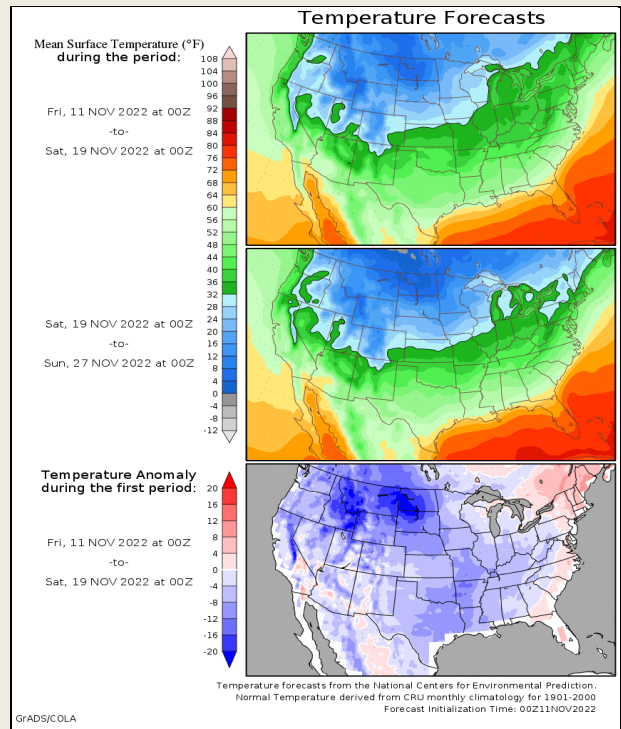 Temperature Forecasts
Mean Surface Temperature (°F)
during the period:
Fri, 11 NOV 2022 at 00Z
-to-
Sat, 19 NOV 2022 at 00Z
108
104
100
96
92
88
84
80
76
72
68
64
60
56
52
48
44
40
36
32
28
24
20
16
12
8
4
0
-4
-8
-12
Sat, 19 NOV 2022 at 00Z
-to-
Sun, 27 NOV 2022 at 00Z
Temperature Anomaly
during the first period:
Fri, 11 NOV 2022 at 00Z
-to-
Sat, 19 NOV 2022 at 00Z
20
16
12
8
4
0
-4
-8
-12
-16
-20
Temperature forecasts from the National Centers for Environmental Prediction.
Normal Temperature derived from CRU monthly climatology for 1901-2000
Forecast Initialization Time: 00Z11NOV2022
GrADS/COLA